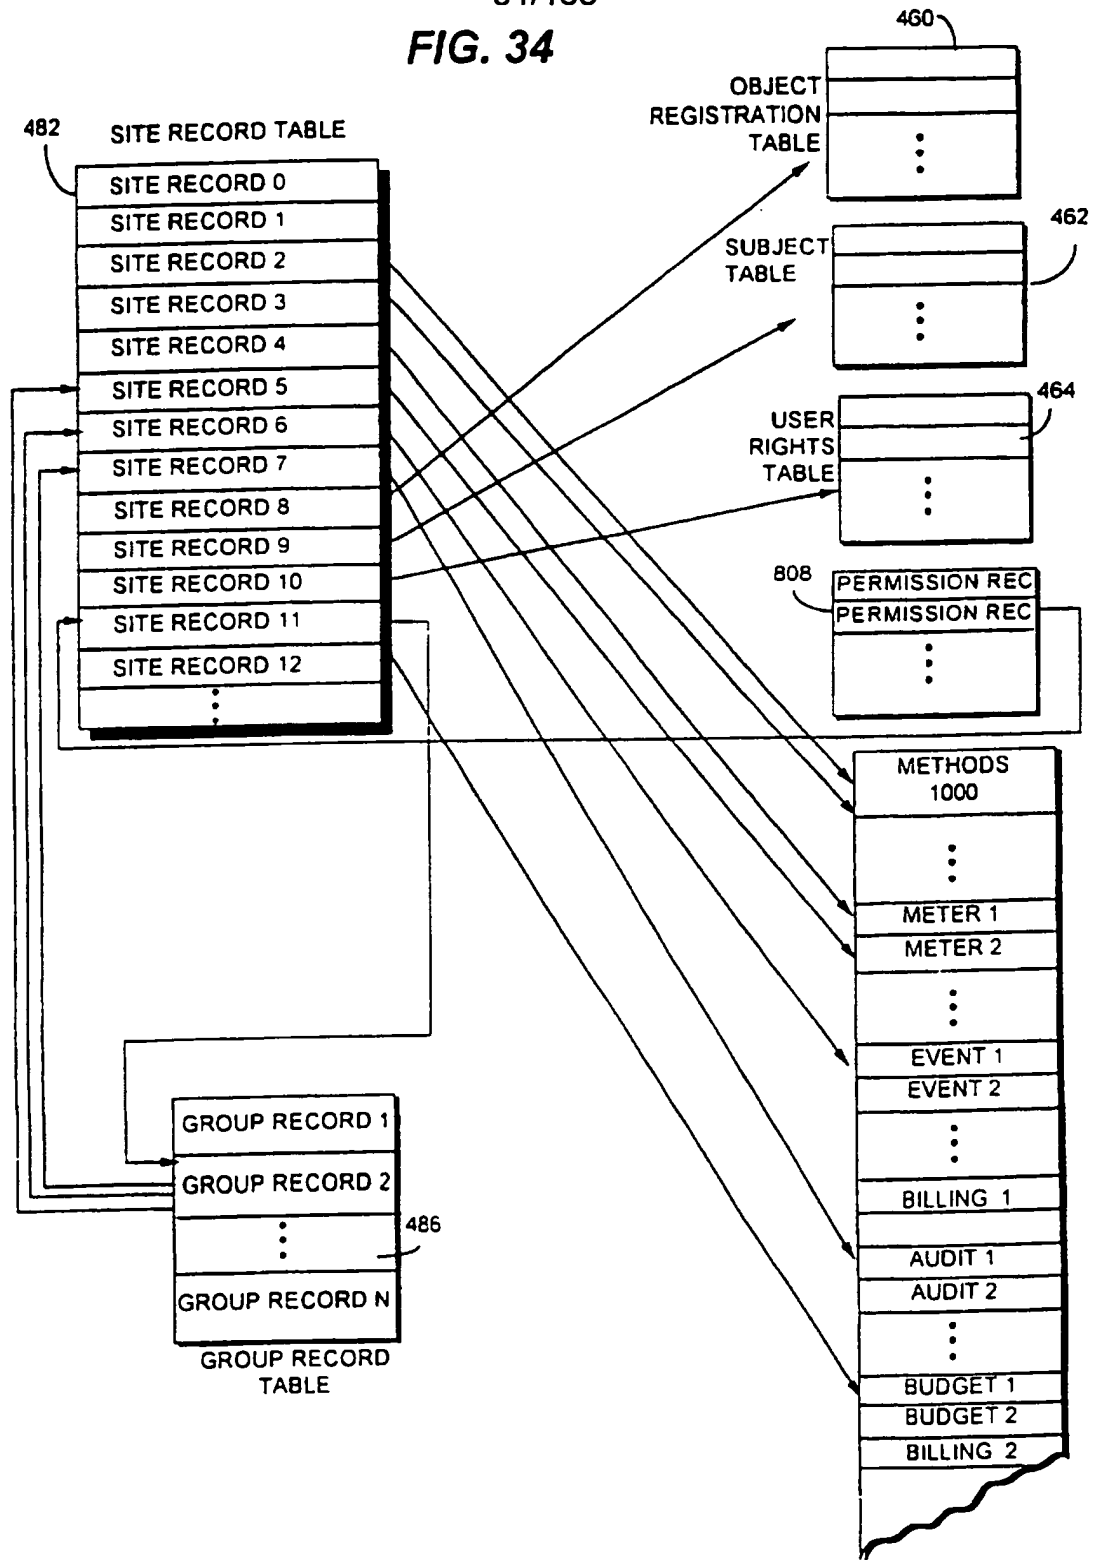 FIG. 34
482
SITE RECORD TABLE
SITE RECORD 0
SITE RECORD 1
SITE RECORD 2
SITE RECORD 3
SITE RECORD 4
SITE RECORD 5
SITE RECORD 6
SITE RECORD 7
SITE RECORD 8
SITE RECORD 9
SITE RECORD 10
SITE RECORD 11
SITE RECORD 12
460
OBJECT
REGISTRATION
TABLE
462
SUBJECT
TABLE
464
USER
RIGHTS
TABLE
808
PERMISSION REC
PERMISSION REC
METHODS
1000
METER 1
METER 2
EVENT 1
EVENT 2
BILLING 1
AUDIT 1
AUDIT 2
BUDGET 1
BUDGET 2
BILLING 2
GROUP RECORD 1
GROUP RECORD 2
486
GROUP RECORD N
GROUP RECORD
TABLE